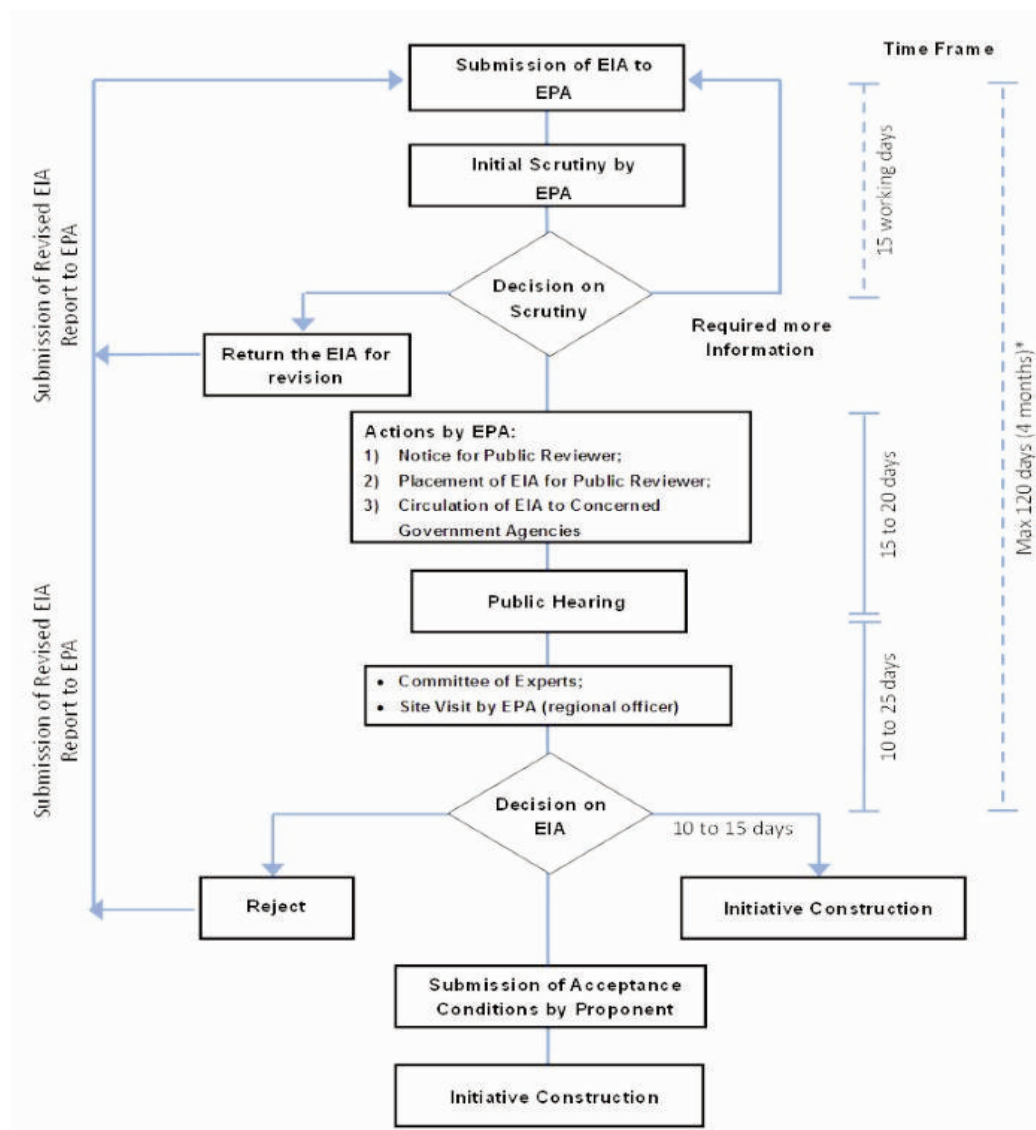 Time Frame
Submission of EIA to
EPA
Initial Scrutiny by
EPA
15 working days
Submission of Revised EIA
Report to EPA
Decision on
Scrutiny
Required more
Information
Return the EIA for
revision
Max 120 days (4 months)*
Actions by EPA:
1) Notice for Public Reviewer;
2) Placement of EIA for Public Reviewer;
3) Circulation of EIA to Concerned
Government Agencies
15 to 20 days
Public Hearing
Submission of Revised EIA
Report to EPA
• Committee of Experts;
• Site Visit by EPA (regional officer)
10 to 25 days
Decision on
EIA
10 to 15 days
Reject
Initiative Construction
Submission of Acceptance
Conditions by Proponent
Initiative Construction